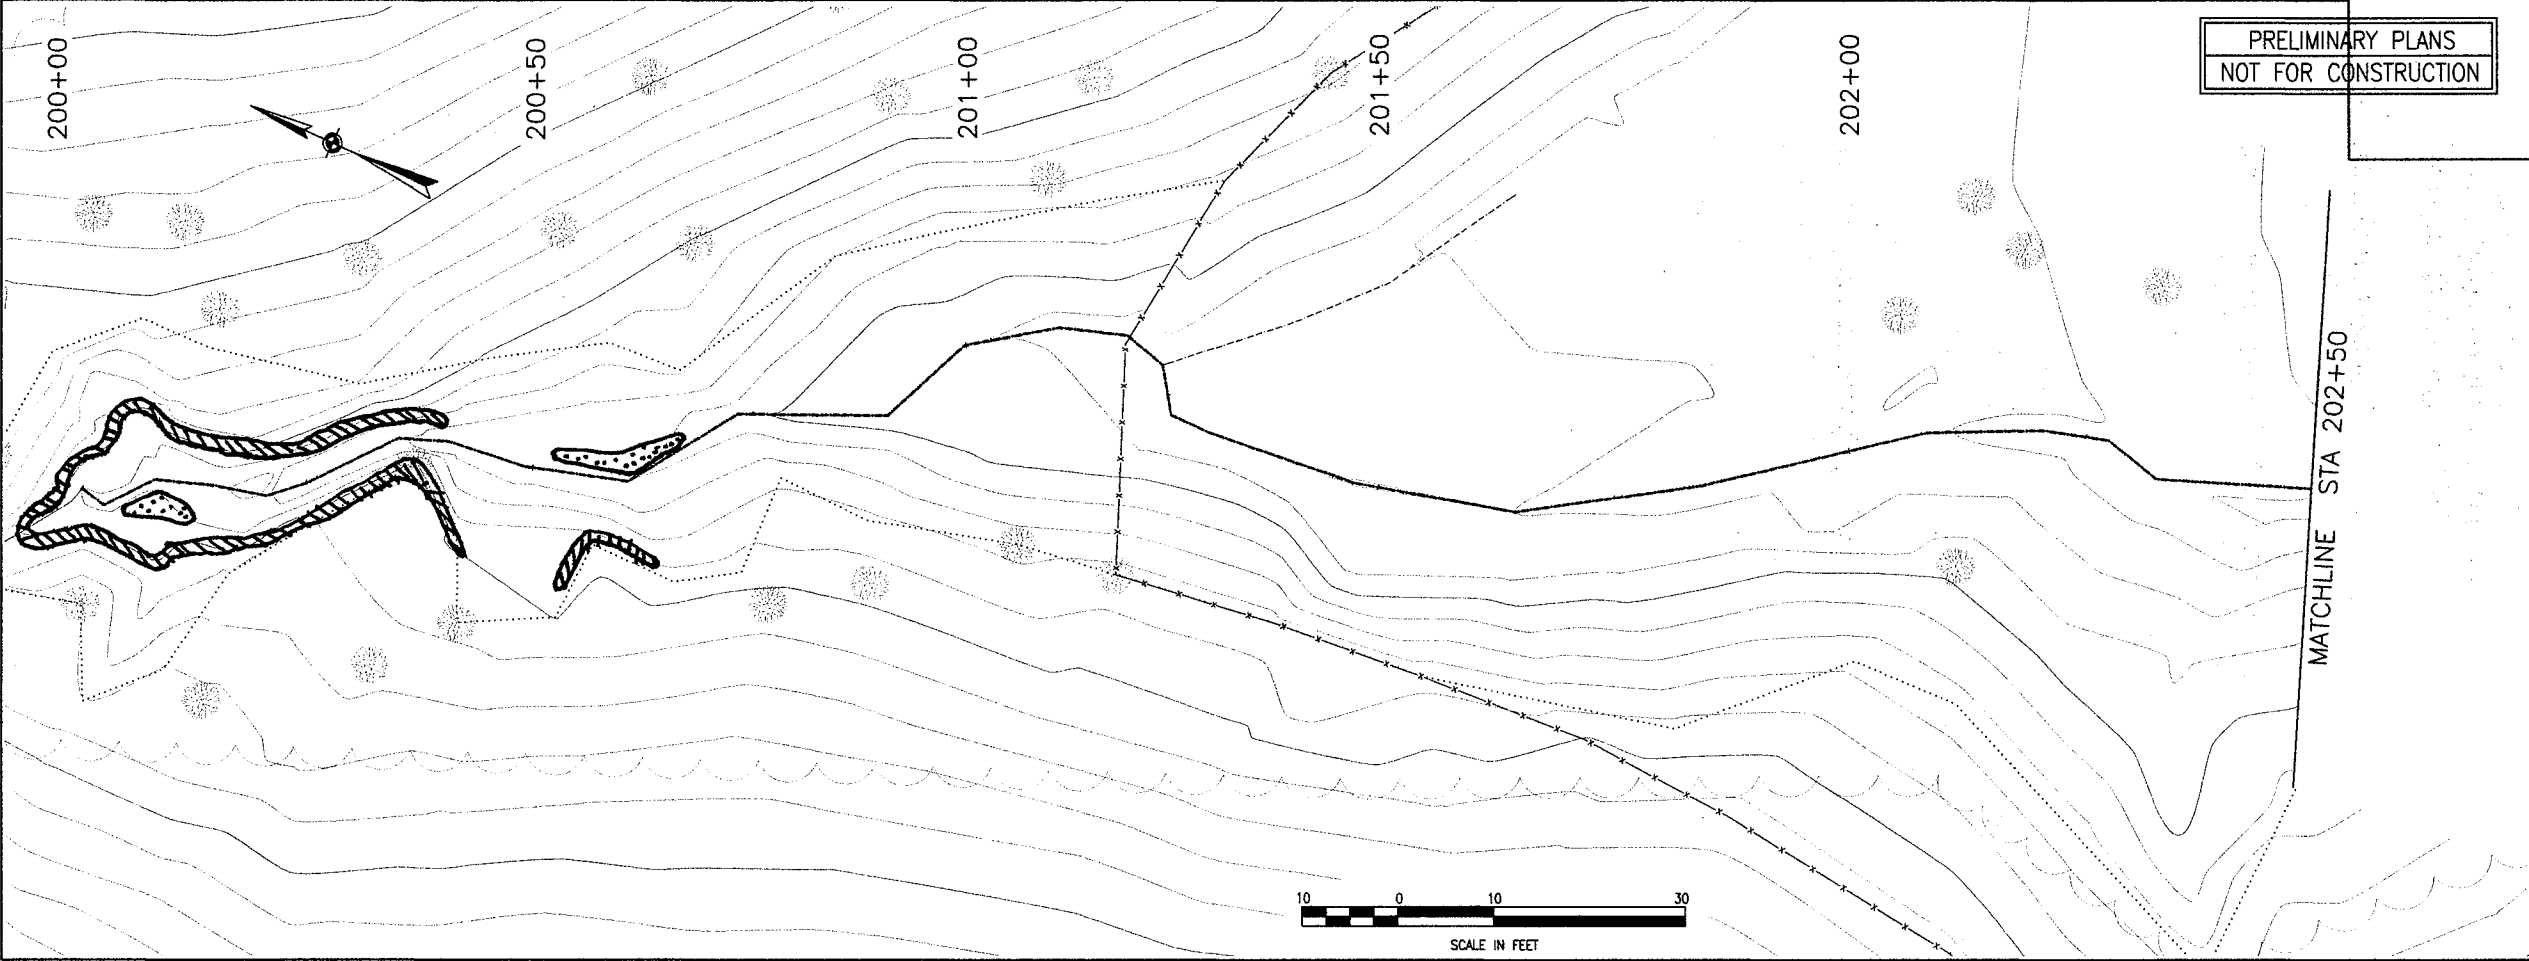 200+00
200+50
201+00
201+50
202+00
PRELIMINARY PLANS
NOT FOR CONSTRUCTION
MATCHLINE STA 202+50
10 0 10 30
SCALE IN FEET